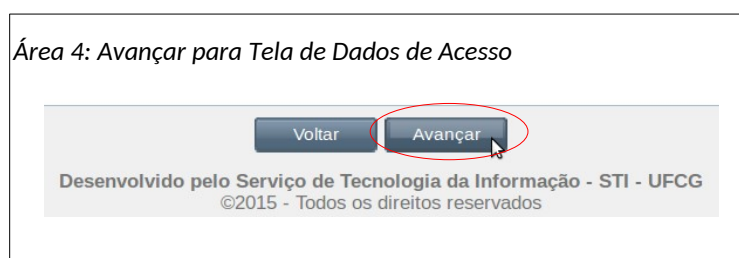 Área 4: Avançar para Tela de Dados de Acesso
Voltar Avançar
Desenvolvido pelo Serviço de Tecnologia da Informação - STI - UFCG
©2015 - Todos os direitos reservados